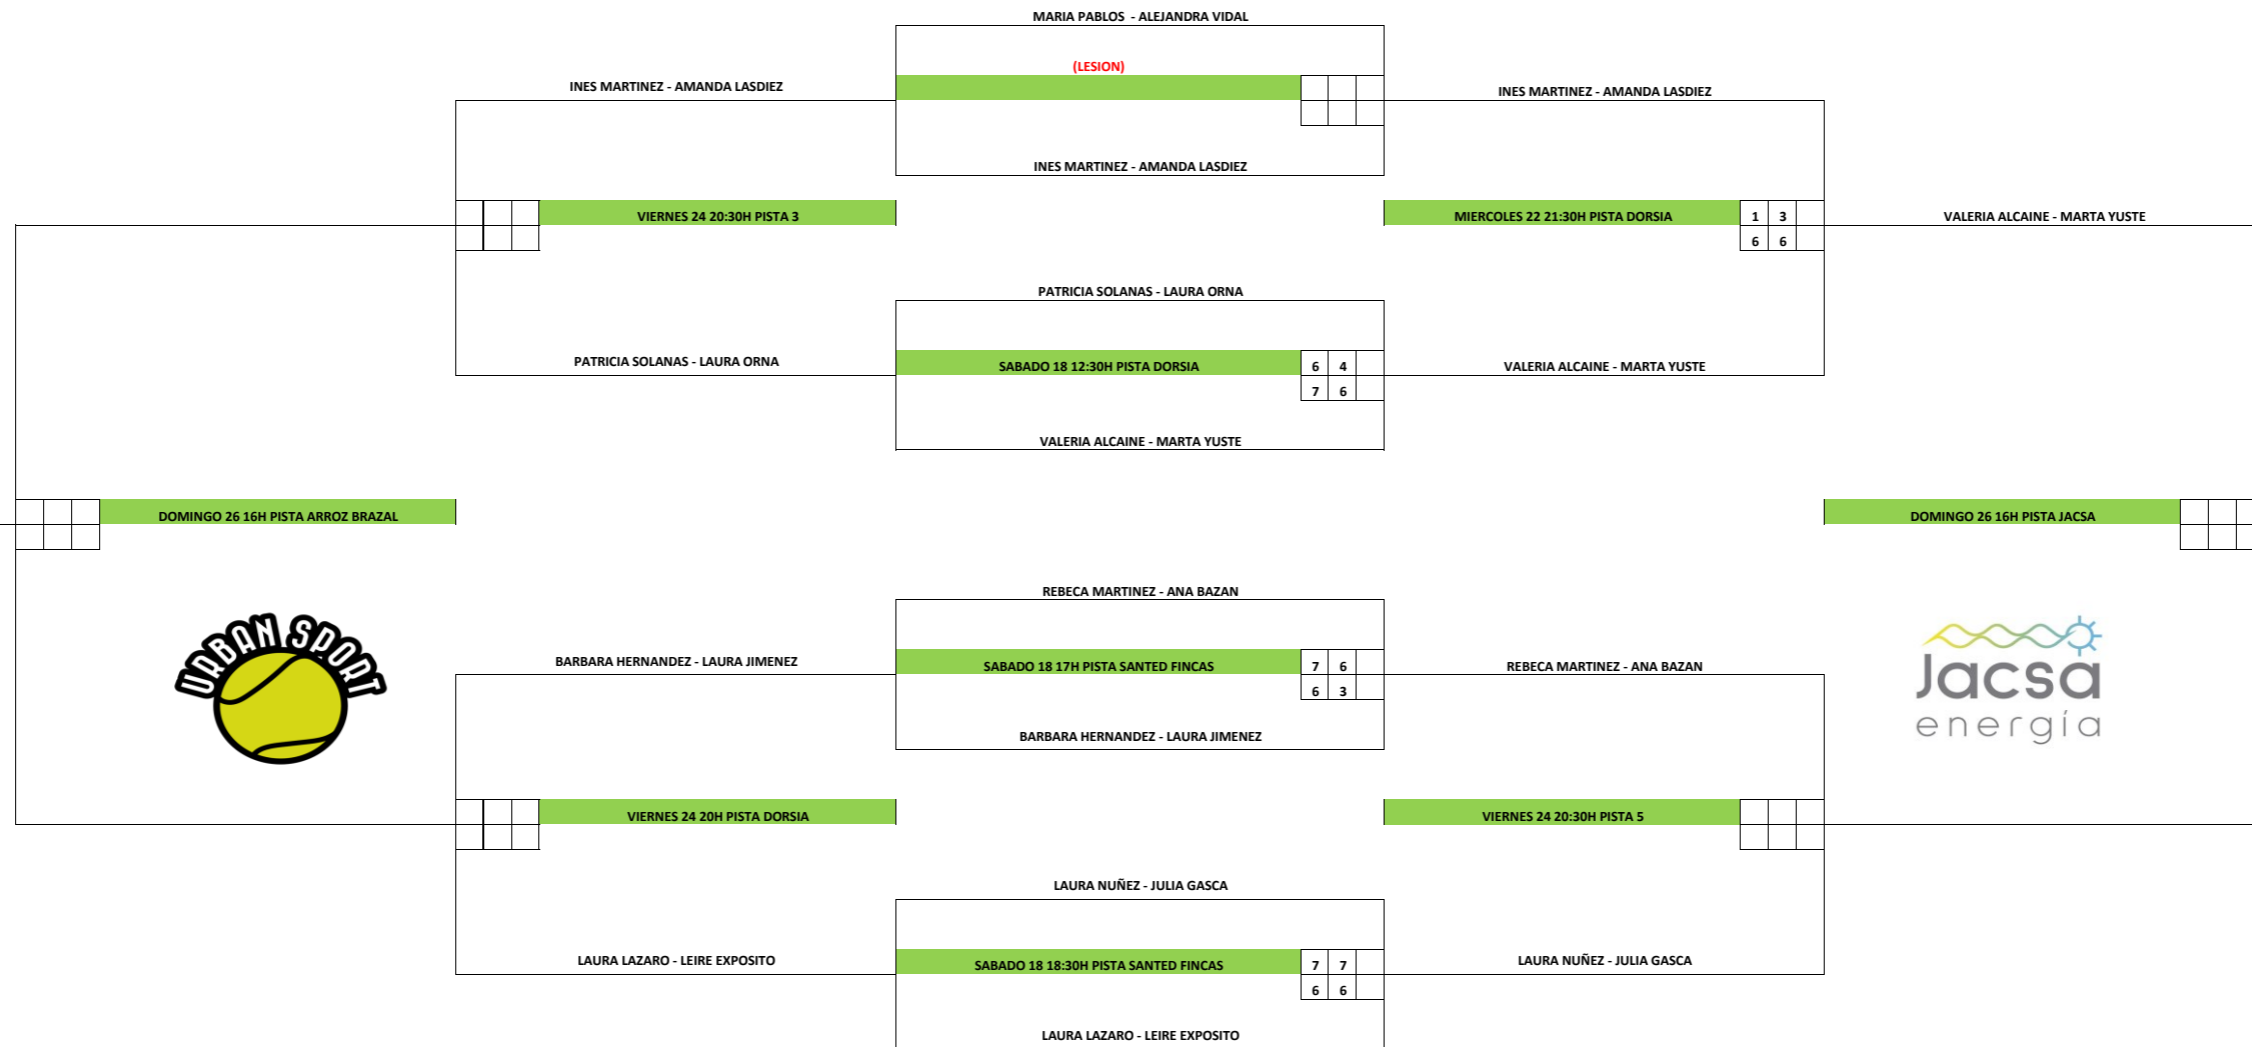 MARIA PABLOS - ALEJANDRA VIDAL
(LESION)
INES MARTINEZ - AMANDA LASDIEZ
INES MARTINEZ - AMANDA LASDIEZ
INES MARTINEZ - AMANDA LASDIEZ
VIERNES 24 20:30H PISTA 3
MIERCOLES 22 21:30H PISTA DORSIA
1 3
6 6
VALERIA ALCAINE - MARTA YUSTE
PATRICIA SOLANAS - LAURA ORNA
PATRICIA SOLANAS - LAURA ORNA
SABADO 18 12:30H PISTA DORSIA
6 4
7 6
VALERIA ALCAINE - MARTA YUSTE
VALERIA ALCAINE - MARTA YUSTE
DOMINGO 26 16H PISTA ARROZ BRAZAL
DOMINGO 26 16H PISTA JACSA
REBECA MARTINEZ - ANA BAZAN
URBAN SPORT
BARBARA HERNANDEZ - LAURA JIMENEZ
SABADO 18 17H PISTA SANTED FINCAS
7 6
6 3
REBECA MARTINEZ - ANA BAZAN
Jacsa
energía
BARBARA HERNANDEZ - LAURA JIMENEZ
VIERNES 24 20H PISTA DORSIA
VIERNES 24 20:30H PISTA 5
LAURA NUÑEZ - JULIA GASCA
LAURA LAZARO - LEIRE EXPOSITO
SABADO 18 18:30H PISTA SANTED FINCAS
7 7
6 6
LAURA NUÑEZ - JULIA GASCA
LAURA LAZARO - LEIRE EXPOSITO